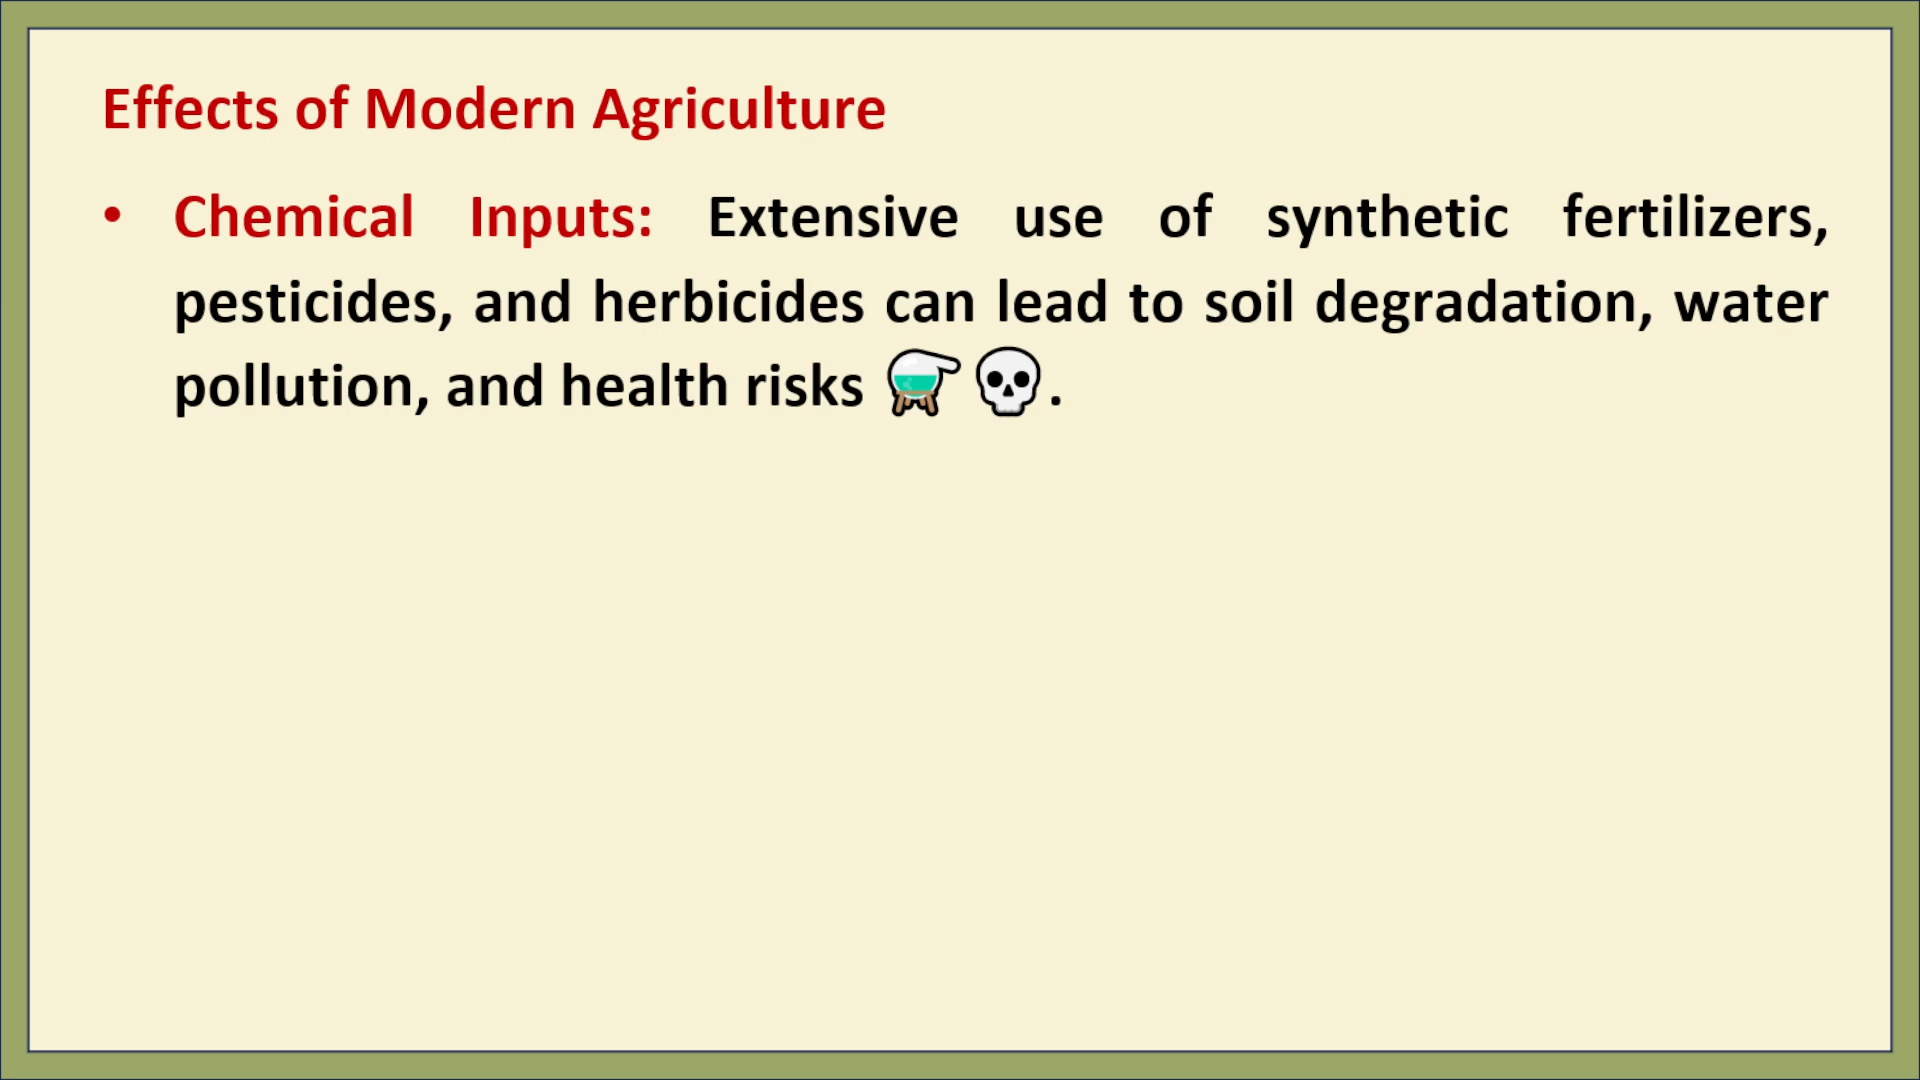 Effects of Modern Agriculture
• Chemical Inputs: Extensive use of synthetic fertilizers,
pesticides, and herbicides can lead to soil degradation, water
pollution, and health risks ⚗️💀.